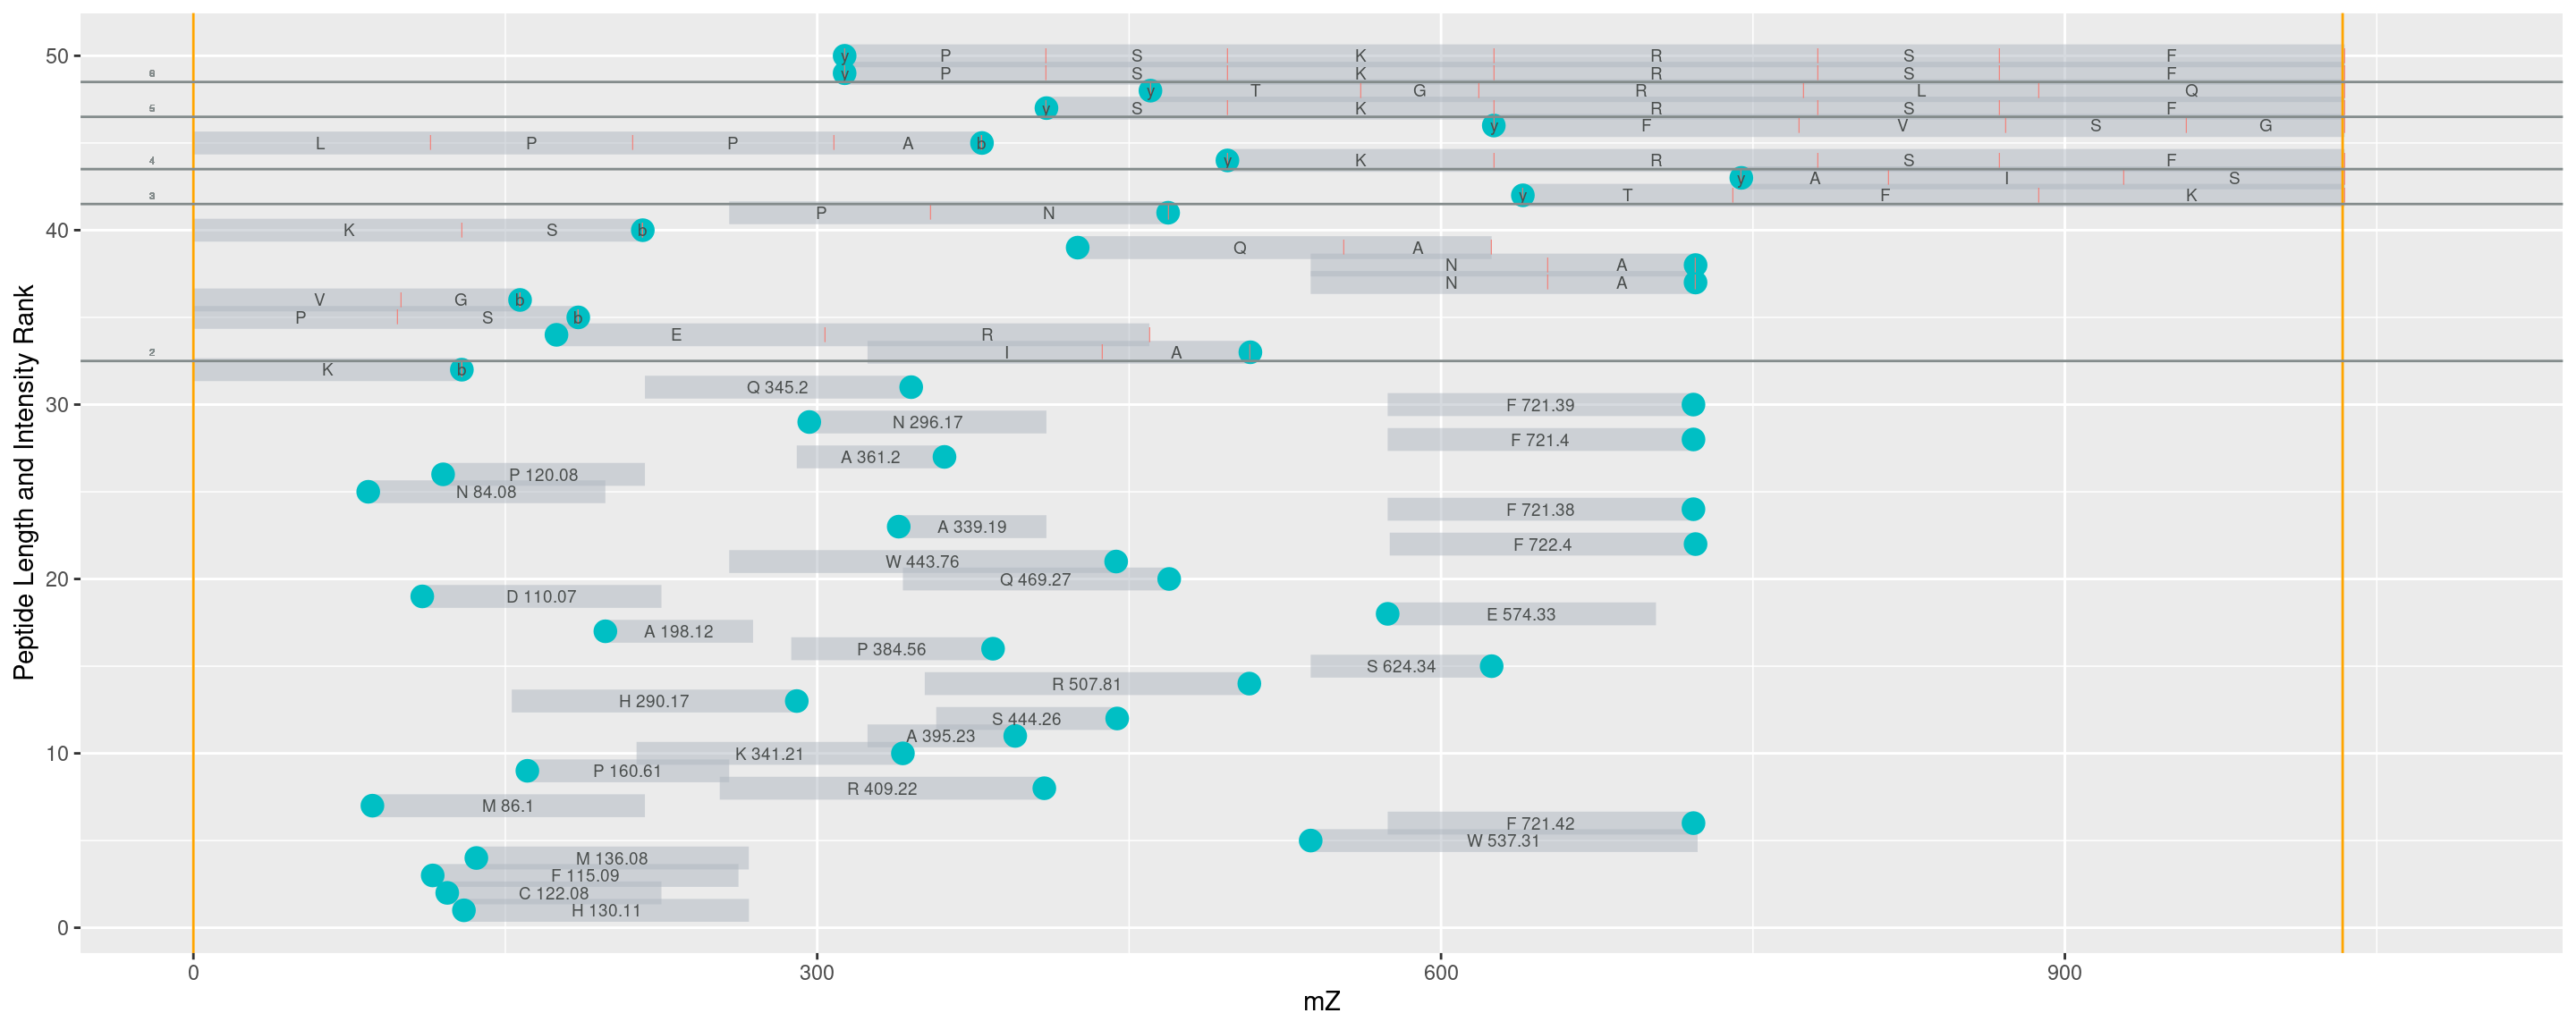 50
y P S K R S F
y P S K R S F
y T G R L Q
y S K R S F
y F V S G
L P P A b
4
y K R S F
y A I S
3
y T F K
P N
40
K S b
Q A
N A
N A
V G b
P S b
E R
2
I A
K b
Q 345.2
30
F 721.39
N 296.17
F 721.4
A 361.2
P 120.08
N 84.08
F 721.38
A 339.19
F 722.4
W 443.76
20
Q 469.27
D 110.07
E 574.33
A 198.12
P 384.56
S 624.34
R 507.81
H 290.17
S 444.26
A 395.23
10
K 341.21
P 160.61
R 409.22
M 86.1
F 721.42
W 537.31
M 136.08
F 115.09
C 122.08
H 130.11
0
0 300 600 900
mZ
Peptide Length and Intensity Rank